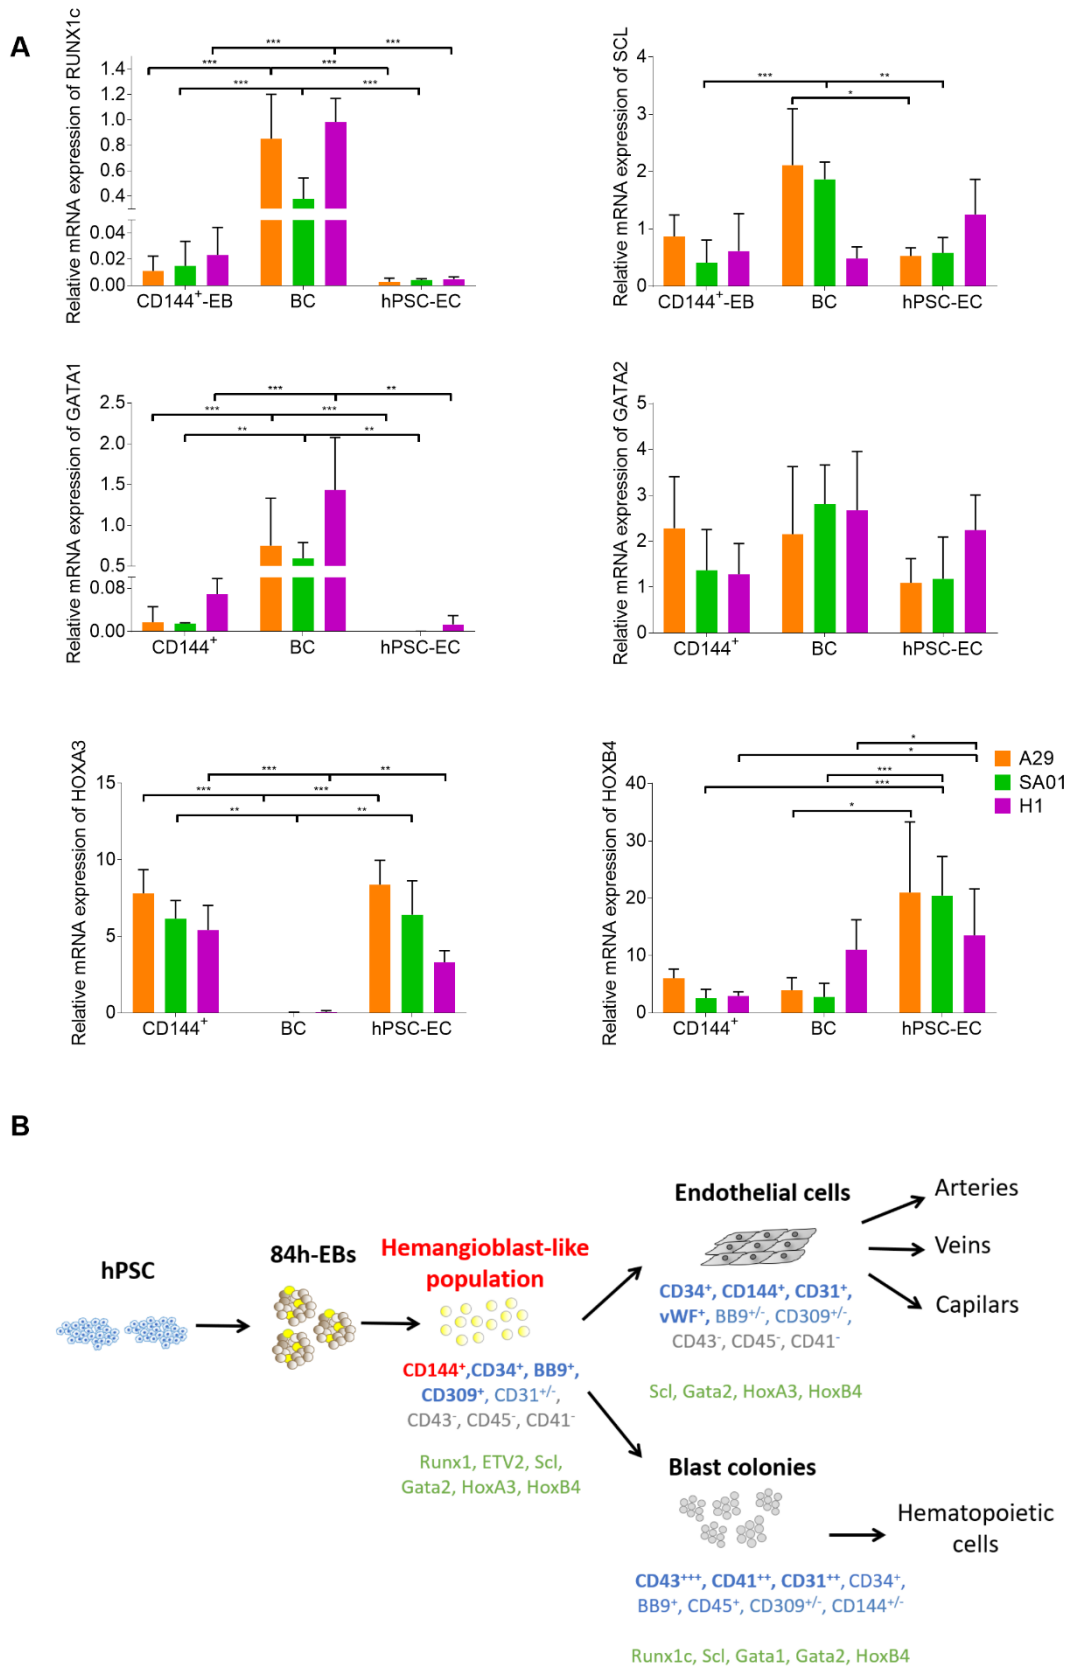 A
Relative mRNA expression of RUNX1c
*** ***
*** ***
*** ***
1.4
1.2
1.0
0.8
0.6
0.4
0.04
0.02
0.00
CD144⁺-EB BC hPSC-EC
Relative mRNA expression of SCL
*** **
*
4
3
2
1
0
CD144⁺-EB BC hPSC-EC
Relative mRNA expression of GATA1
*** **
*** ***
** **
2.5
2.0
1.5
1.0
0.5
0.08
0.00
CD144⁺ BC hPSC-EC
Relative mRNA expression of GATA2
5
4
3
2
1
0
CD144⁺ BC hPSC-EC
Relative mRNA expression of HOXA3
*** **
*** ***
** **
15
10
5
0
CD144⁺ BC hPSC-EC
Relative mRNA expression of HOXB4
*
*
***
***
*
40
30
20
10
0
CD144⁺ BC hPSC-EC
A29
SA01
H1
B
hPSC
84h-EBs
Hemangioblast-like
population
CD144⁺,CD34⁺, BB9⁺,
CD309⁺, CD31⁺/⁻,
CD43⁻, CD45⁻, CD41⁻
Runx1, ETV2, Scl,
Gata2, HoxA3, HoxB4
Endothelial cells
CD34⁺, CD144⁺, CD31⁺,
vWF⁺, BB9⁺/⁻, CD309⁺/⁻,
CD43⁻, CD45⁻, CD41⁻
Scl, Gata2, HoxA3, HoxB4
Arteries
Veins
Capilars
Blast colonies
CD43⁺⁺⁺, CD41⁺⁺, CD31⁺⁺, CD34⁺,
BB9⁺, CD45⁺, CD309⁺/⁻, CD144⁺/⁻
Runx1c, Scl, Gata1, Gata2, HoxB4
Hematopoietic
cells